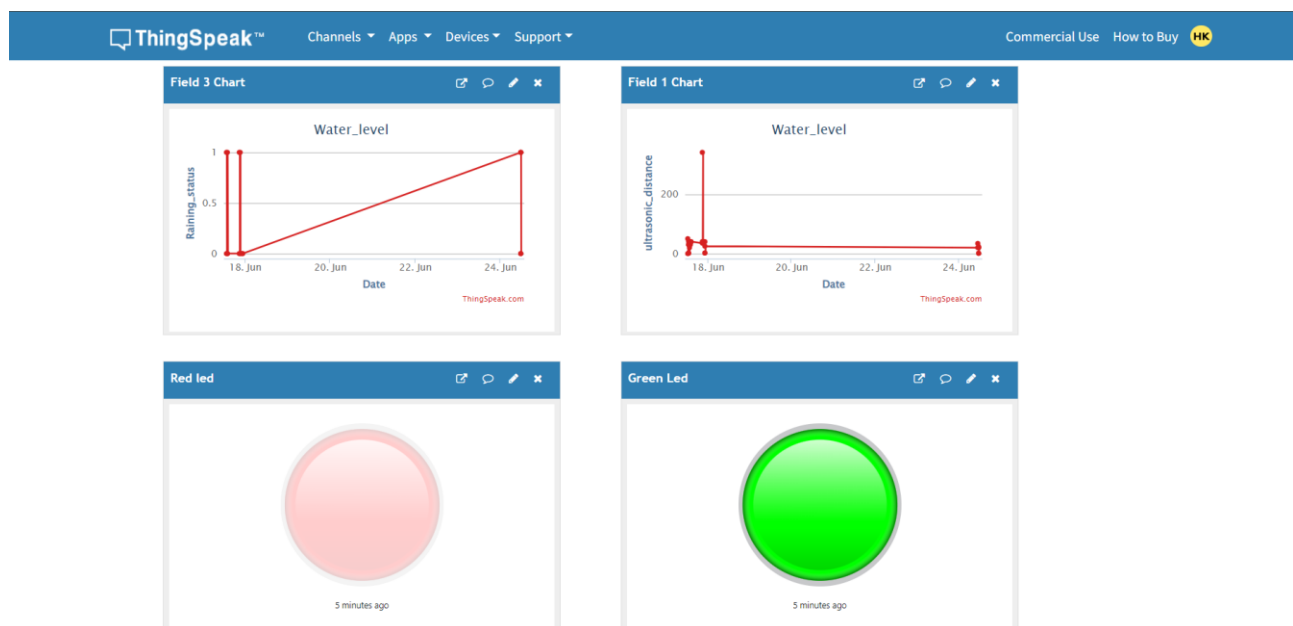 ThingSpeak™ Channels Apps Devices Support Commercial Use How to Buy HK
Field 3 Chart
Water_level
Raining_status
1
0.5
0
18. Jun 20. Jun 22. Jun 24. Jun
Date
ThingSpeak.com
Field 1 Chart
Water_level
ultrasonic_distance
200
0
18. Jun 20. Jun 22. Jun 24. Jun
Date
ThingSpeak.com
Red led
5 minutes ago
Green Led
5 minutes ago